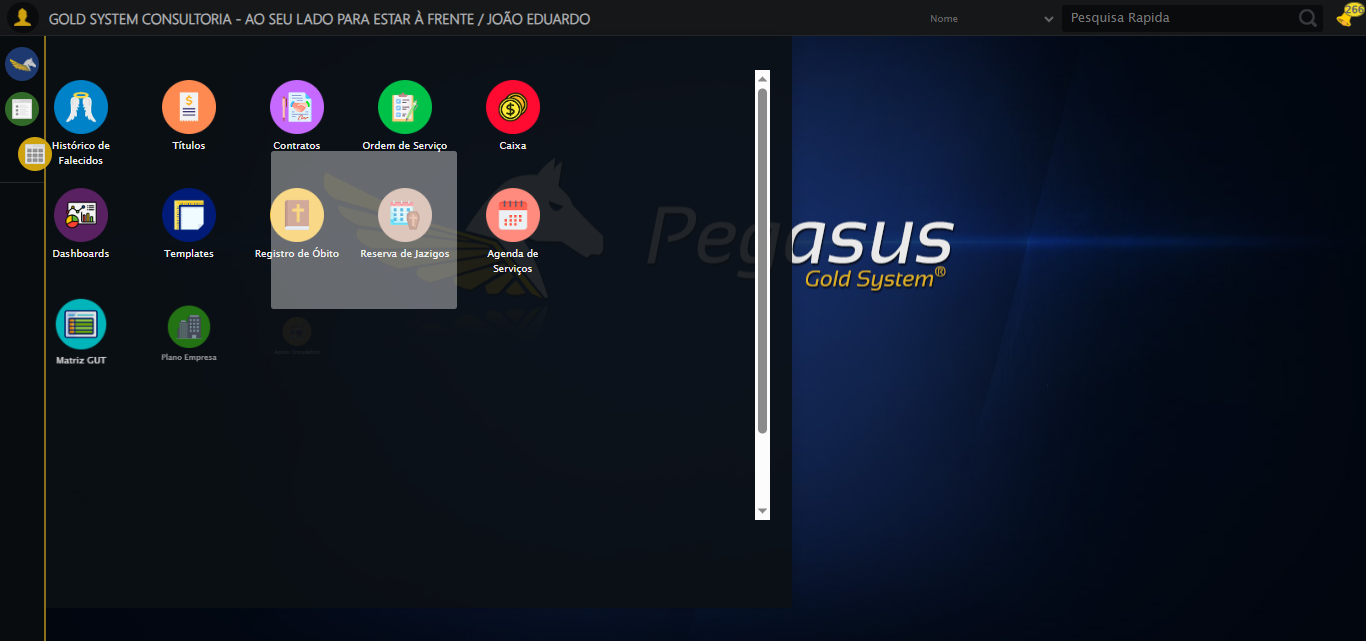 GOLD SYSTEM CONSULTORIA - AO SEU LADO PARA ESTAR À FRENTE / JOÃO EDUARDO
Nome
Pesquisa Rapida
266
Histórico de
Falecidos
Títulos
Contratos
Ordem de Serviço
Caixa
Dashboards
Templates
Registro de Óbito
Reserva de Jazigos
Agenda de
Serviços
Pegasus
Gold System®
Matriz GUT
Plano Empresa